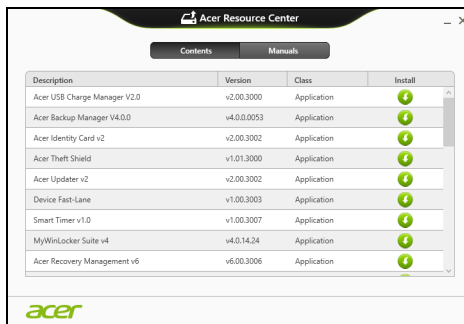 Acer Resource Center
Contents Manuals
Description Version Class Install
Acer USB Charge Manager V2.0 v2.00.3000 Application
Acer Backup Manager V4.0.0 v4.0.0.0053 Application
Acer Identity Card v2 v2.00.3002 Application
Acer Theft Shield v1.01.3000 Application
Acer Updater v2 v2.00.3002 Application
Device Fast-Lane v1.00.3003 Application
Smart Timer v1.0 v1.00.3007 Application
MyWinLocker Suite v4 v4.0.14.24 Application
Acer Recovery Management v6 v6.00.3006 Application
acer